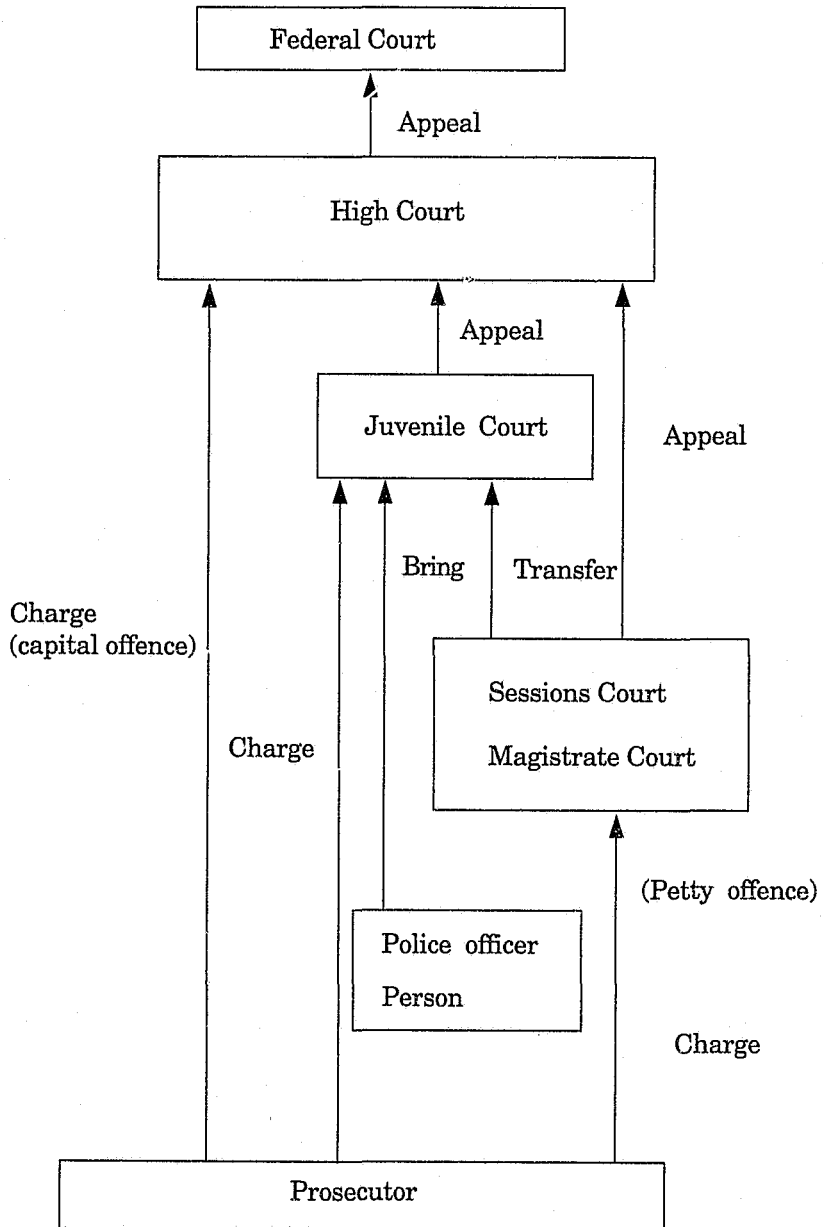 Federal Court
Appeal
High Court
Appeal
Juvenile Court
Appeal
Bring
Transfer
Charge
(capital offence)
Sessions Court
Charge
Magistrate Court
(Petty offence)
Police officer
Person
Charge
Prosecutor